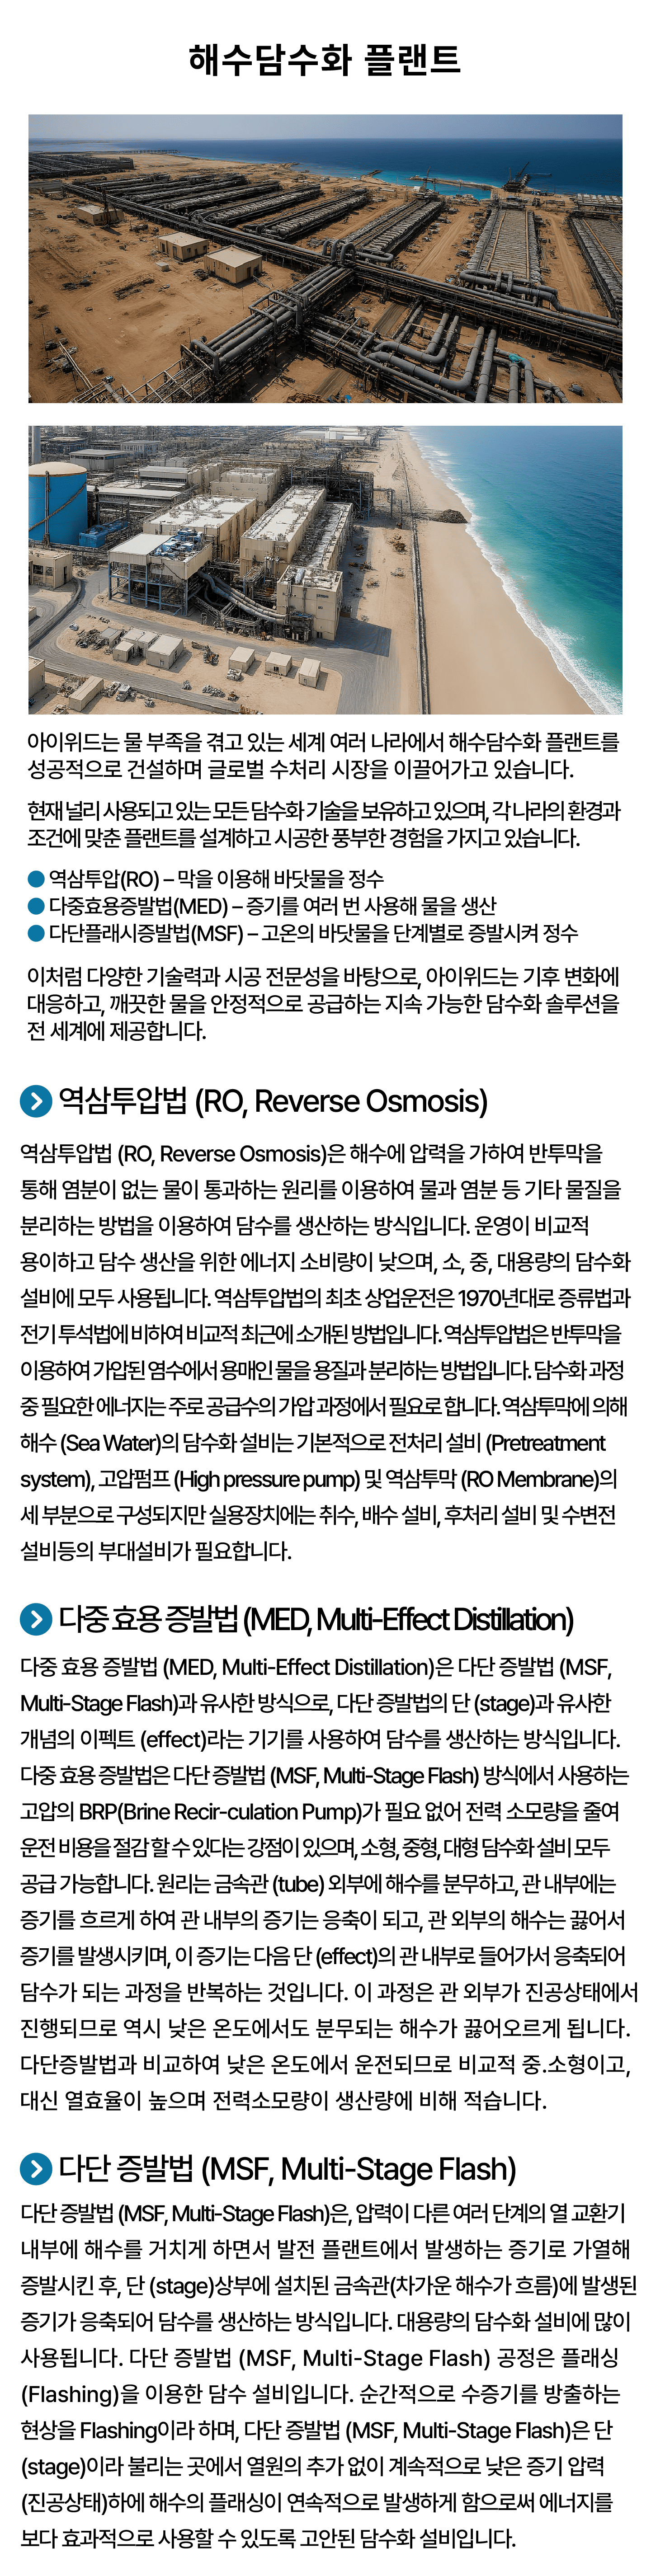 해수담수화 플랜트
아이위드는 물 부족을 겪고 있는 세계 여러 나라에서 해수담수화 플랜트를
성공적으로 건설하며 글로벌 수처리 시장을 이끌어가고 있습니다.
현재 널리 사용되고 있는 모든 담수화 기술을 보유하고 있으며, 각 나라의 환경과
조건에 맞춘 플랜트를 설계하고 시공한 풍부한 경험을 가지고 있습니다.
● 역삼투압(RO) – 막을 이용해 바닷물을 정수
● 다중효용증발법(MED) – 증기를 여러 번 사용해 물을 생산
● 다단플래시증발법(MSF) – 고온의 바닷물을 단계별로 증발시켜 정수
이처럼 다양한 기술력과 시공 전문성을 바탕으로, 아이위드는 기후 변화에
대응하고, 깨끗한 물을 안정적으로 공급하는 지속 가능한 담수화 솔루션을
전 세계에 제공합니다.
역삼투압법 (RO, Reverse Osmosis)
역삼투압법 (RO, Reverse Osmosis)은 해수에 압력을 가하여 반투막을
통해 염분이 없는 물이 통과하는 원리를 이용하여 물과 염분 등 기타 물질을
분리하는 방법을 이용하여 담수를 생산하는 방식입니다. 운영이 비교적
용이하고 담수 생산을 위한 에너지 소비량이 낮으며, 소, 중, 대용량의 담수화
설비에 모두 사용됩니다. 역삼투압법의 최초 상업운전은 1970년대로 증류법과
전기 투석법에 비하여 비교적 최근에 소개된 방법입니다. 역삼투압법은 반투막을
이용하여 가압된 염수에서 용매인 물을 용질과 분리하는 방법입니다. 담수화 과정
중 필요한 에너지는 주로 공급수의 가압 과정에서 필요로 합니다. 역삼투막에 의해
해수 (Sea Water)의 담수화 설비는 기본적으로 전처리 설비 (Pretreatment
system), 고압펌프 (High pressure pump) 및 역삼투막 (RO Membrane)의
세 부분으로 구성되지만 실용장치에는 취수, 배수 설비, 후처리 설비 및 수변전
설비등의 부대설비가 필요합니다.
다중 효용 증발법 (MED, Multi-Effect Distillation)
다중 효용 증발법 (MED, Multi-Effect Distillation)은 다단 증발법 (MSF,
Multi-Stage Flash)과 유사한 방식으로, 다단 증발법의 단 (stage)과 유사한
개념의 이펙트 (effect)라는 기기를 사용하여 담수를 생산하는 방식입니다.
다중 효용 증발법은 다단 증발법 (MSF, Multi-Stage Flash) 방식에서 사용하는
고압의 BRP(Brine Recir-culation Pump)가 필요 없어 전력 소모량을 줄여
운전 비용을 절감 할 수 있다는 강점이 있으며, 소형, 중형, 대형 담수화 설비 모두
공급 가능합니다. 원리는 금속관 (tube) 외부에 해수를 분무하고, 관 내부에는
증기를 흐르게 하여 관 내부의 증기는 응축이 되고, 관 외부의 해수는 끓어서
증기를 발생시키며, 이 증기는 다음 단 (effect)의 관 내부로 들어가서 응축되어
담수가 되는 과정을 반복하는 것입니다. 이 과정은 관 외부가 진공상태에서
진행되므로 역시 낮은 온도에서도 분무되는 해수가 끓어오르게 됩니다.
다단증발법과 비교하여 낮은 온도에서 운전되므로 비교적 중.소형이고,
대신 열효율이 높으며 전력소모량이 생산량에 비해 적습니다.
다단 증발법 (MSF, Multi-Stage Flash)
다단 증발법 (MSF, Multi-Stage Flash)은, 압력이 다른 여러 단계의 열 교환기
내부에 해수를 거치게 하면서 발전 플랜트에서 발생하는 증기로 가열해
증발시킨 후, 단 (stage)상부에 설치된 금속관(차가운 해수가 흐름)에 발생된
증기가 응축되어 담수를 생산하는 방식입니다. 대용량의 담수화 설비에 많이
사용됩니다. 다단 증발법 (MSF, Multi-Stage Flash) 공정은 플래싱
(Flashing)을 이용한 담수 설비입니다. 순간적으로 수증기를 방출하는
현상을 Flashing이라 하며, 다단 증발법 (MSF, Multi-Stage Flash)은 단
(stage)이라 불리는 곳에서 열원의 추가 없이 계속적으로 낮은 증기 압력
(진공상태)하에 해수의 플래싱이 연속적으로 발생하게 함으로써 에너지를
보다 효과적으로 사용할 수 있도록 고안된 담수화 설비입니다.